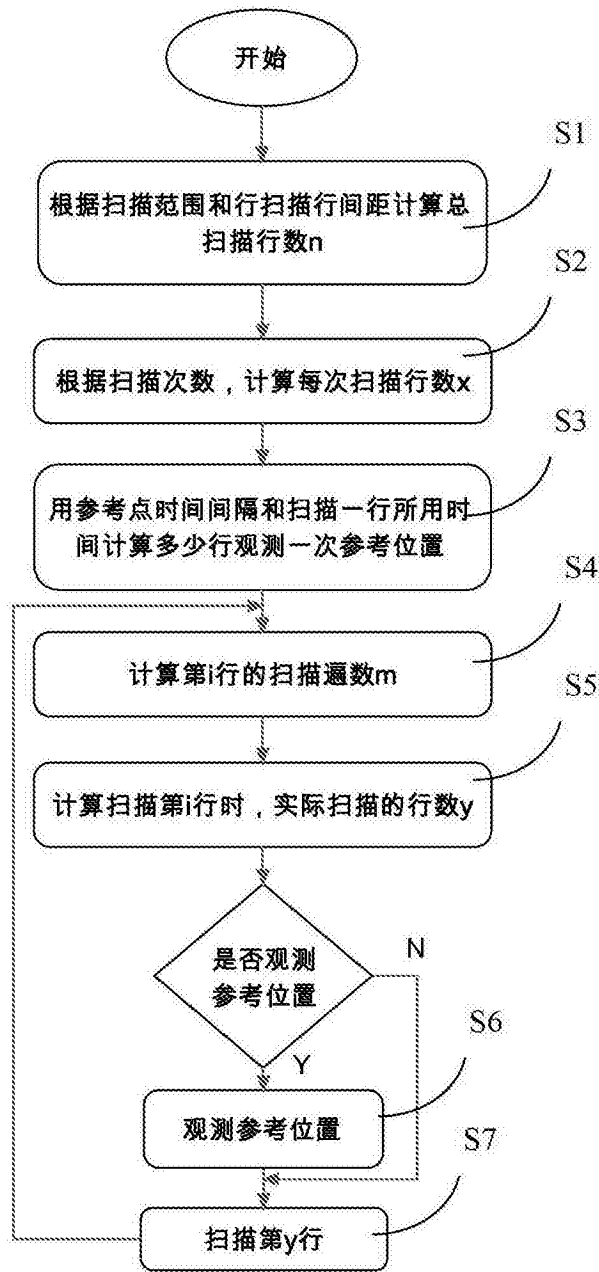 开始
S1
根据扫描范围和行扫描行间距计算总
扫描行数n
S2
根据扫描次数，计算每次扫描行数x
S3
用参考点时间间隔和扫描一行所用时
间计算多少行观测一次参考位置
S4
计算第i行的扫描遍数m
S5
计算扫描第i行时，实际扫描的行数y
是否观测
参考位置
N
Y
S6
观测参考位置
S7
扫描第y行